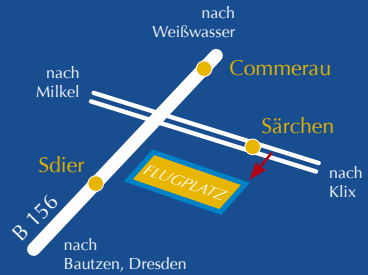 nach
Weißwasser
Commerau
nach
Milkel
Särchen
Sdier
FLUGPLATZ
nach
Klix
B 156
nach
Bautzen, Dresden